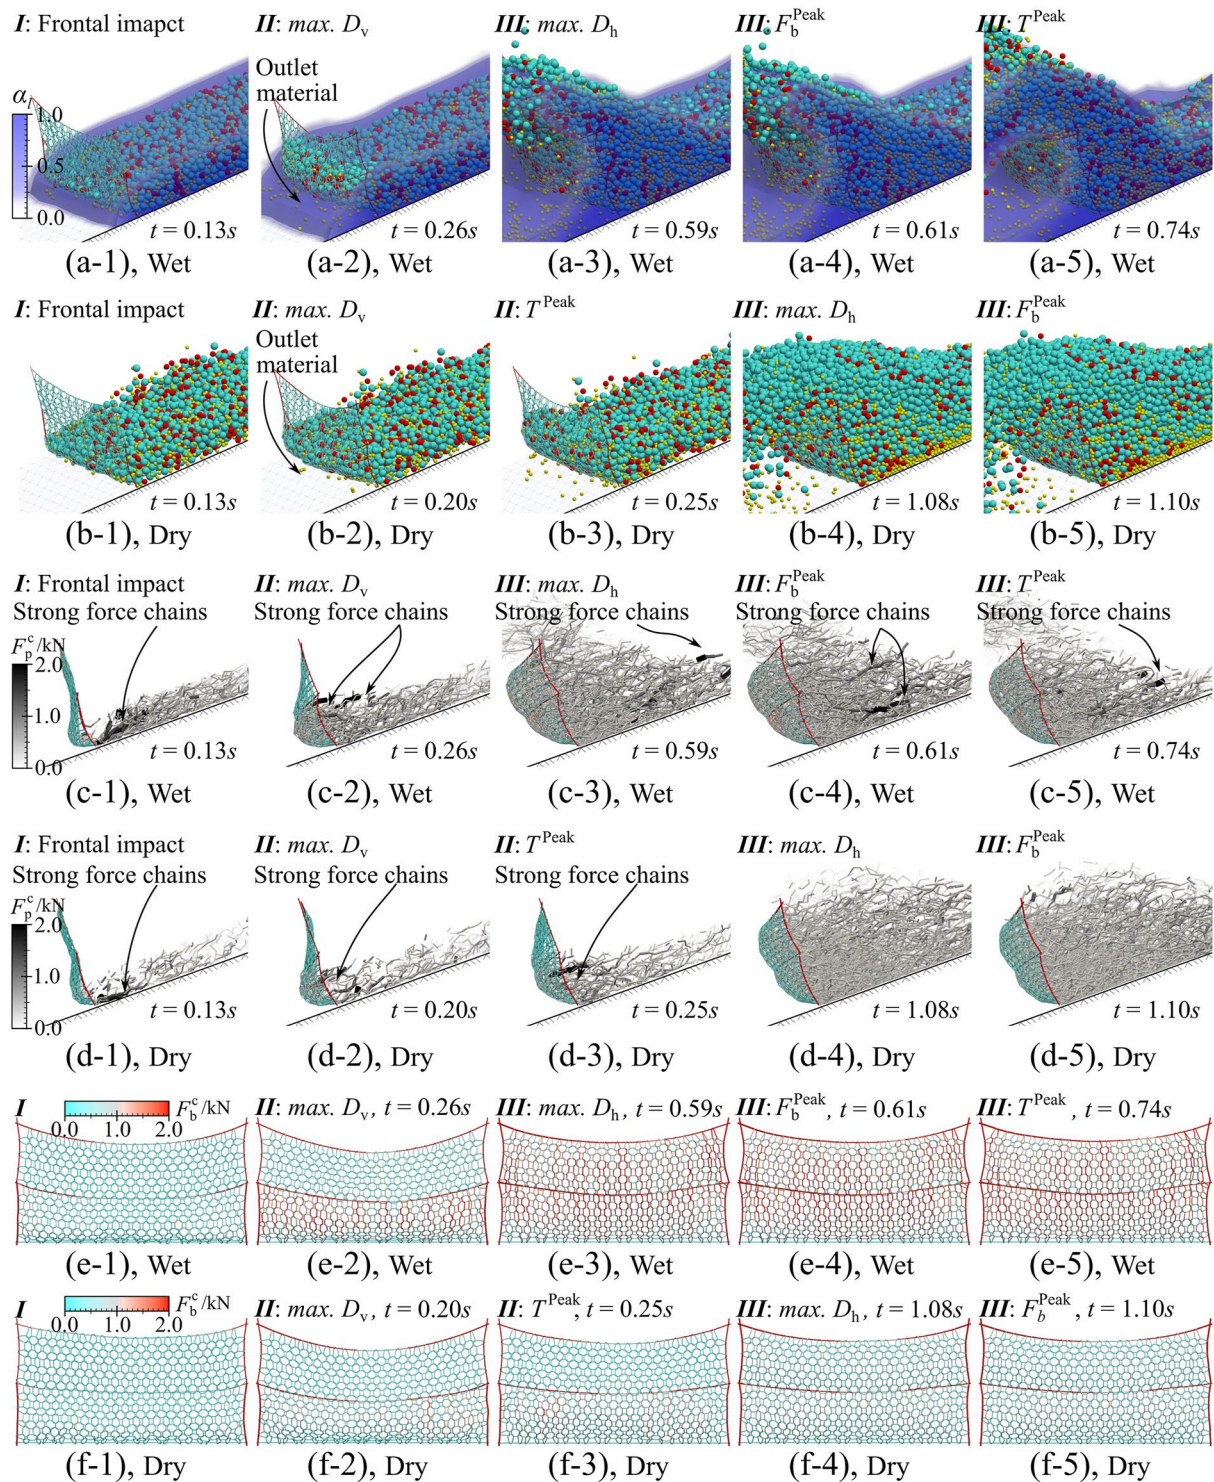 I: Frontal imapct
II: max. Dv
III: max. Dh
III: Fb^Peak
III: T^Peak
Outlet
material
αl
1.0
0.5
0.0
t = 0.13s
t = 0.26s
t = 0.59s
t = 0.61s
t = 0.74s
(a-1), Wet
(a-2), Wet
(a-3), Wet
(a-4), Wet
(a-5), Wet
I: Frontal impact
II: max. Dv
II: T^Peak
III: max. Dh
III: Fb^Peak
Outlet
material
t = 0.13s
t = 0.20s
t = 0.25s
t = 1.08s
t = 1.10s
(b-1), Dry
(b-2), Dry
(b-3), Dry
(b-4), Dry
(b-5), Dry
I: Frontal impact
II: max. Dv
III: max. Dh
III: Fb^Peak
III: T^Peak
Strong force chains
Strong force chains
Strong force chains
Strong force chains
Strong force chains
Fp^c/kN
2.0
1.0
0.0
t = 0.13s
t = 0.26s
t = 0.59s
t = 0.61s
t = 0.74s
(c-1), Wet
(c-2), Wet
(c-3), Wet
(c-4), Wet
(c-5), Wet
I: Frontal impact
II: max. Dv
II: T^Peak
III: max. Dh
III: Fb^Peak
Strong force chains
Strong force chains
Strong force chains
Fp^c/kN
2.0
1.0
0.0
t = 0.13s
t = 0.20s
t = 0.25s
t = 1.08s
t = 1.10s
(d-1), Dry
(d-2), Dry
(d-3), Dry
(d-4), Dry
(d-5), Dry
I
Fb^c/kN
0.0 1.0 2.0
II: max. Dv, t = 0.26s
III: max. Dh, t = 0.59s
III: Fb^Peak, t = 0.61s
III: T^Peak, t = 0.74s
(e-1), Wet
(e-2), Wet
(e-3), Wet
(e-4), Wet
(e-5), Wet
I
Fb^c/kN
0.0 1.0 2.0
II: max. Dv, t = 0.20s
II: T^Peak, t = 0.25s
III: max. Dh, t = 1.08s
III: Fb^Peak, t = 1.10s
(f-1), Dry
(f-2), Dry
(f-3), Dry
(f-4), Dry
(f-5), Dry